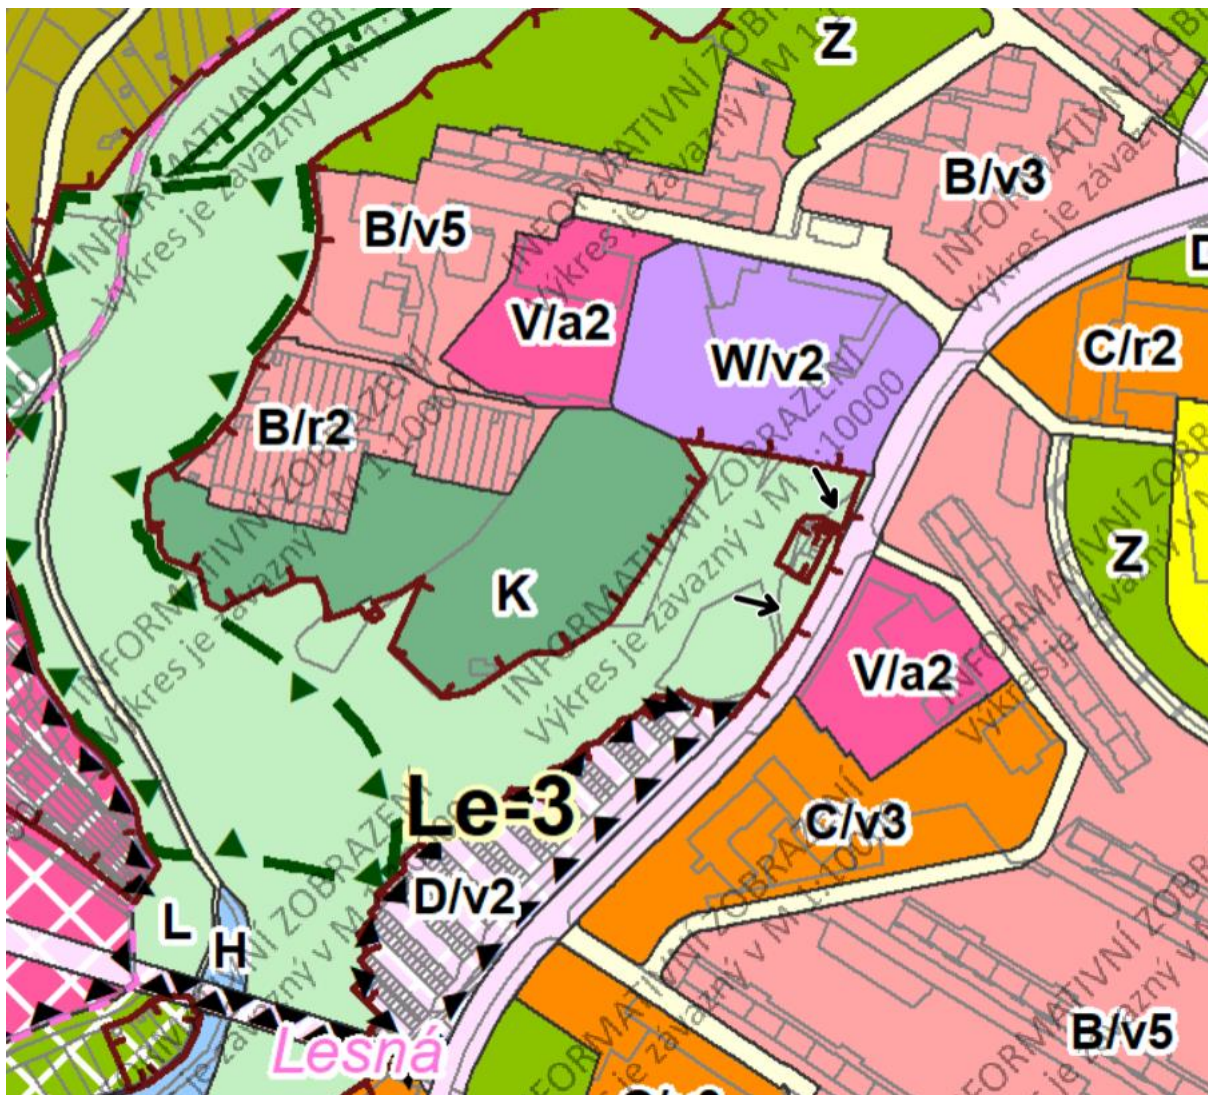 Z
B/v3
B/v5
D
V/a2
C/r2
W/v2
B/r2
Z
K
V/a2
Le=3
C/v3
D/v2
L
H
Lesná
B/v5
INFORMATIVNÍ ZOBRAZENÍ
Výkres je závazný v M 1:10000